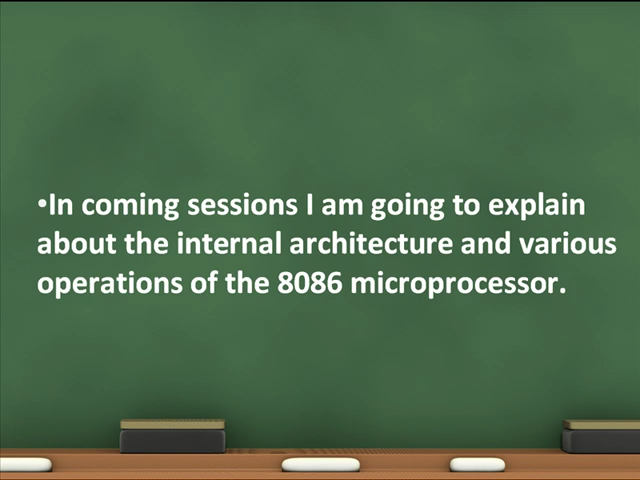 •In coming sessions I am going to explain
about the internal architecture and various
operations of the 8086 microprocessor.